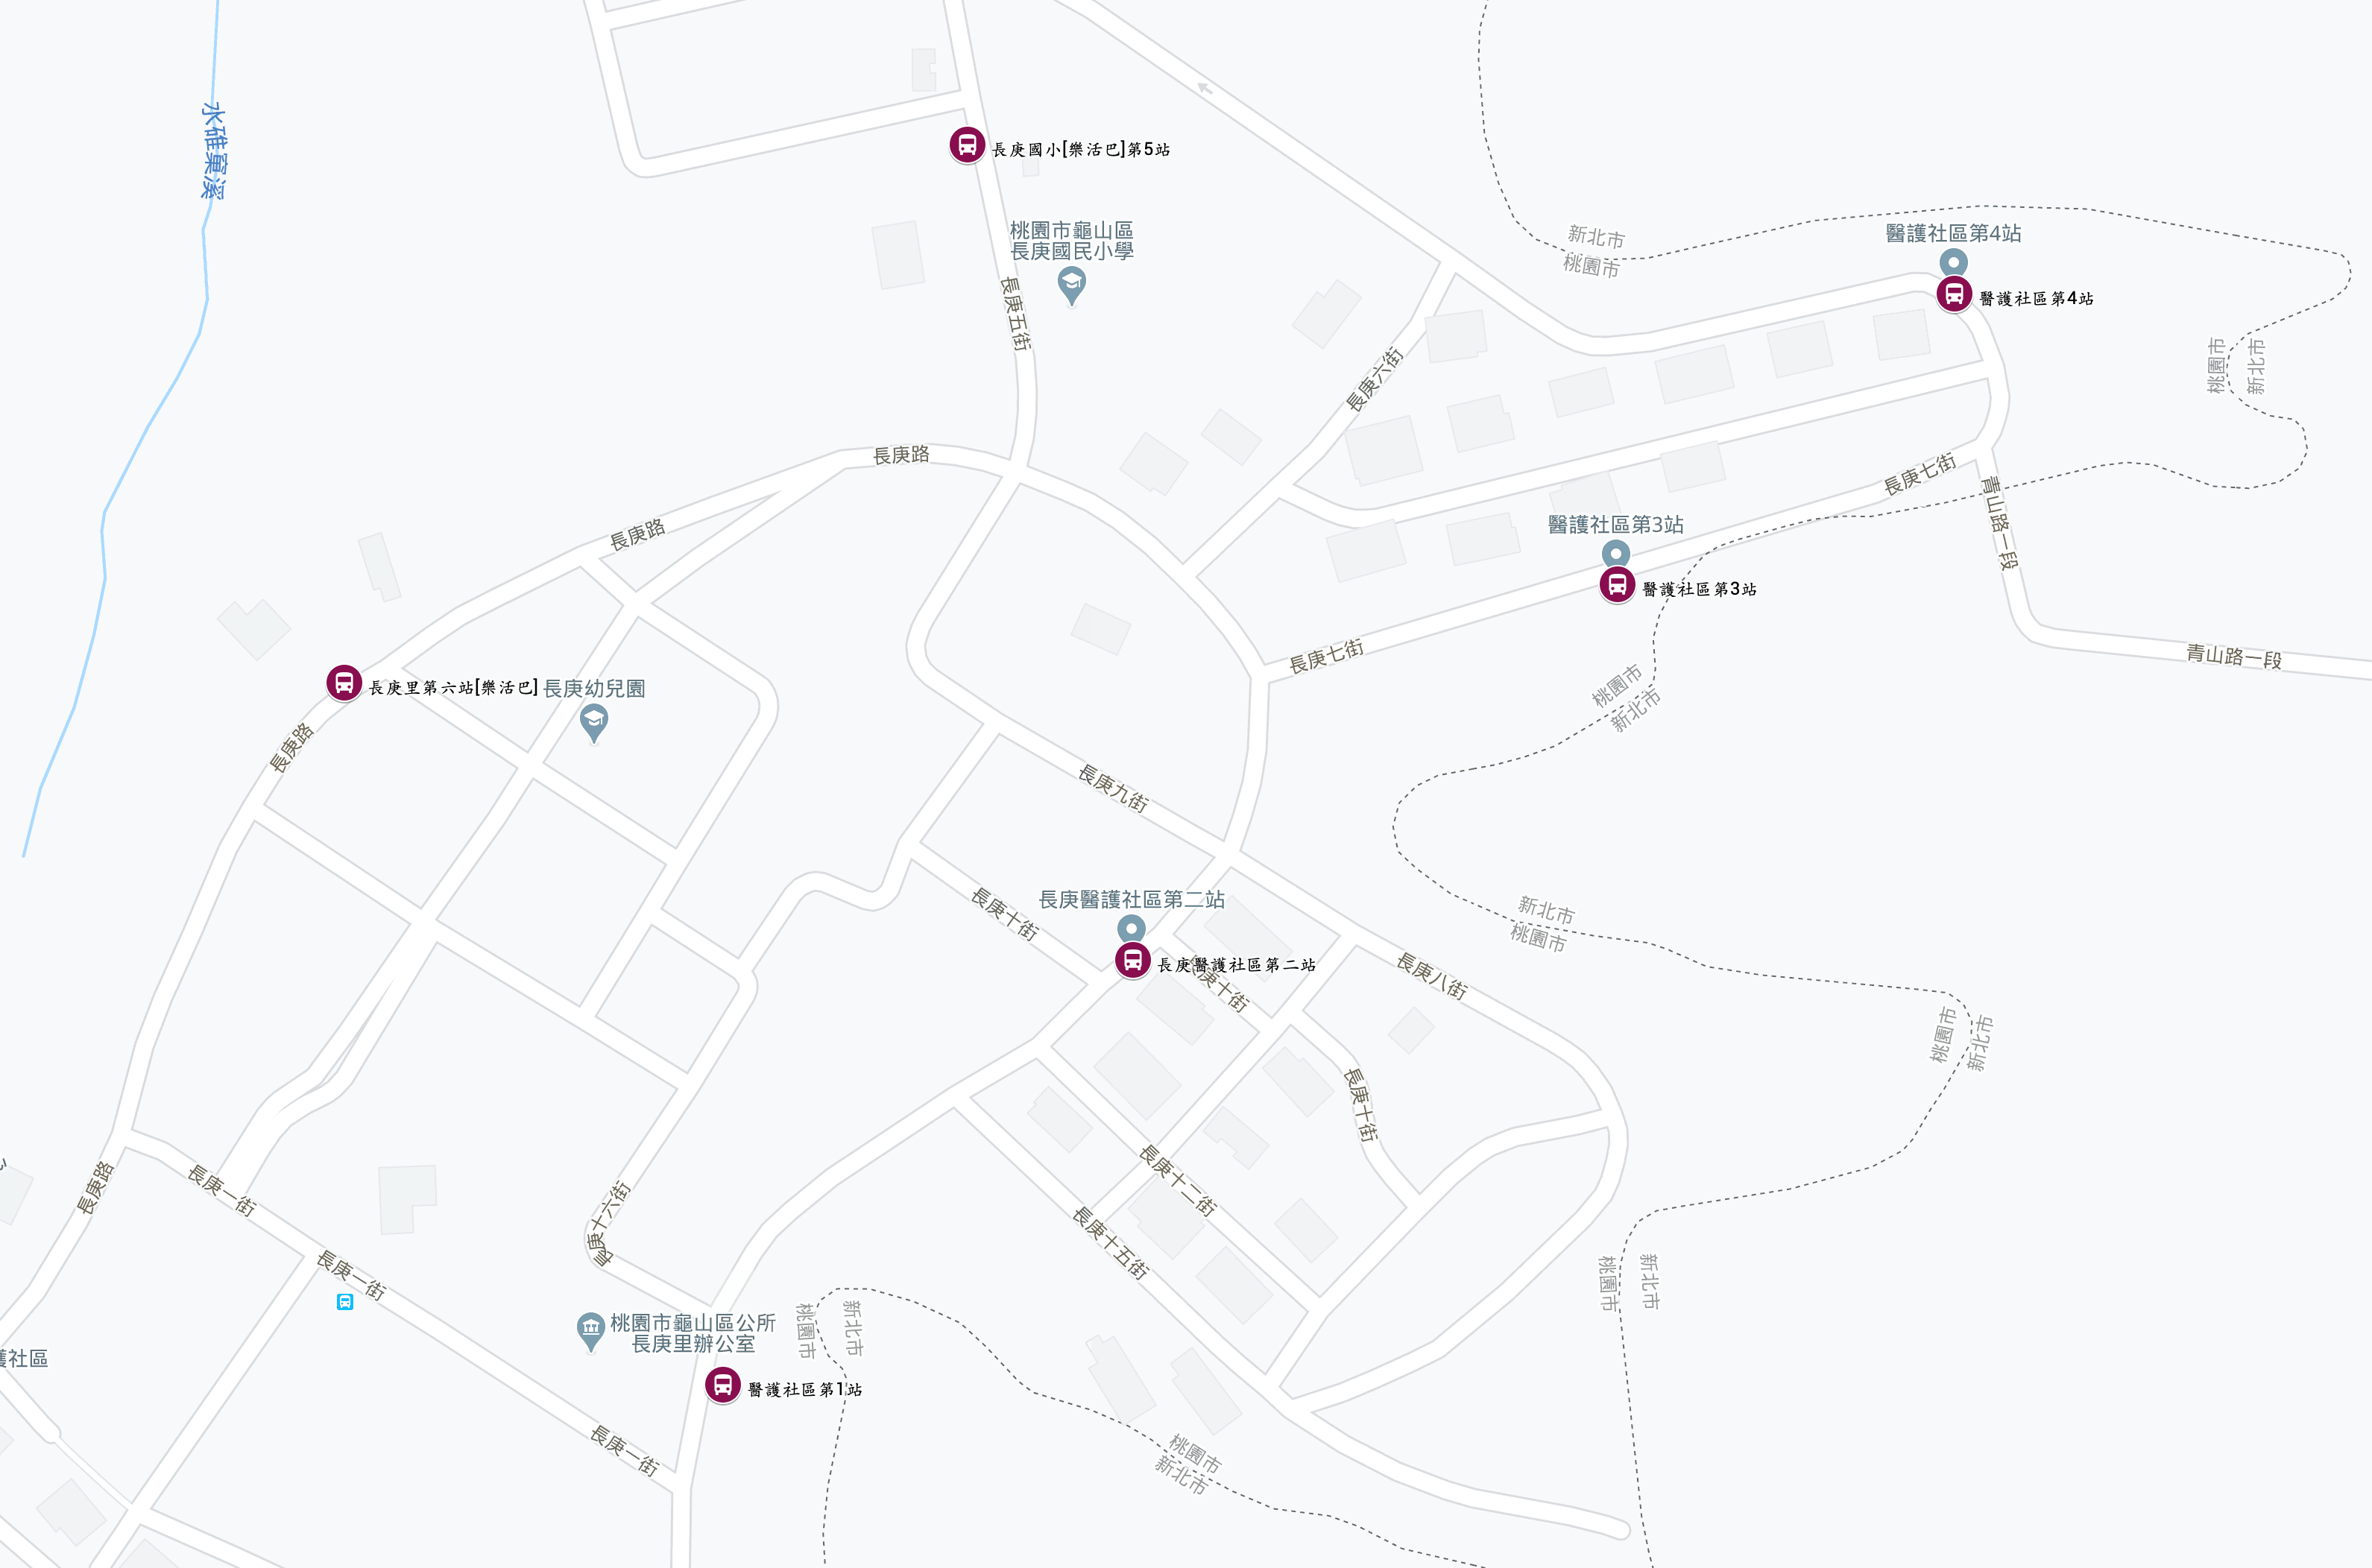 水碓窠溪
長庚國小[樂活巴]第5站
桃園市龜山區
長庚國民小學
長庚五街
新北市
桃園市
醫護社區第4站
醫護社區第4站
桃園市
新北市
長庚六街
長庚路
長庚七街
長庚路
青山路一段
醫護社區第3站
醫護社區第3站
長庚七街
青山路一段
長庚里第六站[樂活巴]
長庚幼兒園
桃園市
新北市
長庚路
長庚九街
長庚十街
長庚醫護社區第二站
長庚醫護社區第二站
長庚十街
新北市
桃園市
長庚八街
桃園市
新北市
長庚十街
長庚路
長庚一街
長庚十二街
長庚十六街
長庚十五街
長庚一街
桃園市
新北市
桃園市龜山區公所
長庚里辦公室
桃園市
新北市
護社區
醫護社區第1站
長庚一街
桃園市
新北市